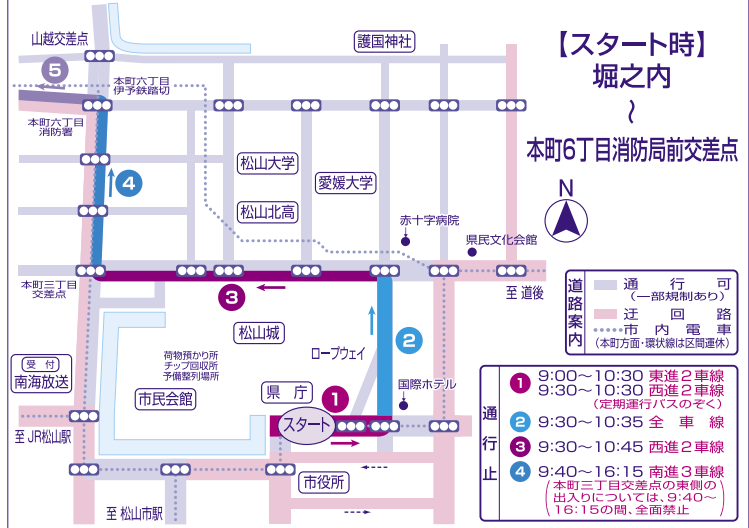 【スタート時】
堀之内
～
本町6丁目消防局前交差点
N
山越交差点
護国神社
5
本町六丁目
伊予鉄踏切
本町六丁目
消防署
松山大学
愛媛大学
4
松山北高
赤十字病院
県民文化会館
本町三丁目
交差点
至 道後
3
松山城
ロープウェイ
2
荷物預かり所
チップ回収所
予備整列場所
受 付
南海放送
市民会館
県 庁
1
国際ホテル
スタート
至 JR松山駅
市役所
至 松山市駅
道路案内
通 行 可
(一部規制あり)
迂 回 路
市 内 電 車
(本町方面・環状線は区間運休)
通行止
1 9:00～10:30 東進2車線
9:30～10:30 西進2車線
(定期運行バスのぞく)
2 9:30～10:35 全 車 線
3 9:30～10:45 西進2車線
4 9:40～16:15 南進3車線
(本町三丁目交差点の東側の
出入りについては、9:40～
16:15の間、全面禁止)